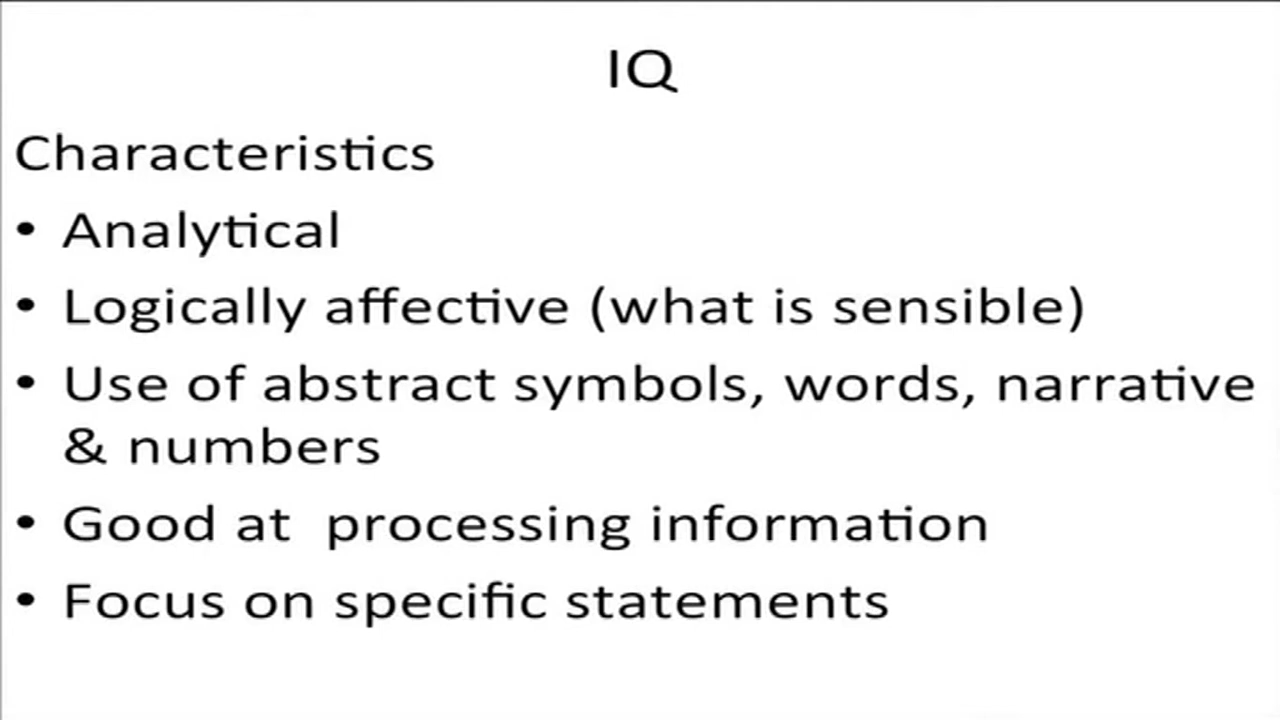 IQ
Characteristics
• Analytical
• Logically affective (what is sensible)
• Use of abstract symbols, words, narrative
& numbers
• Good at  processing information
• Focus on specific statements